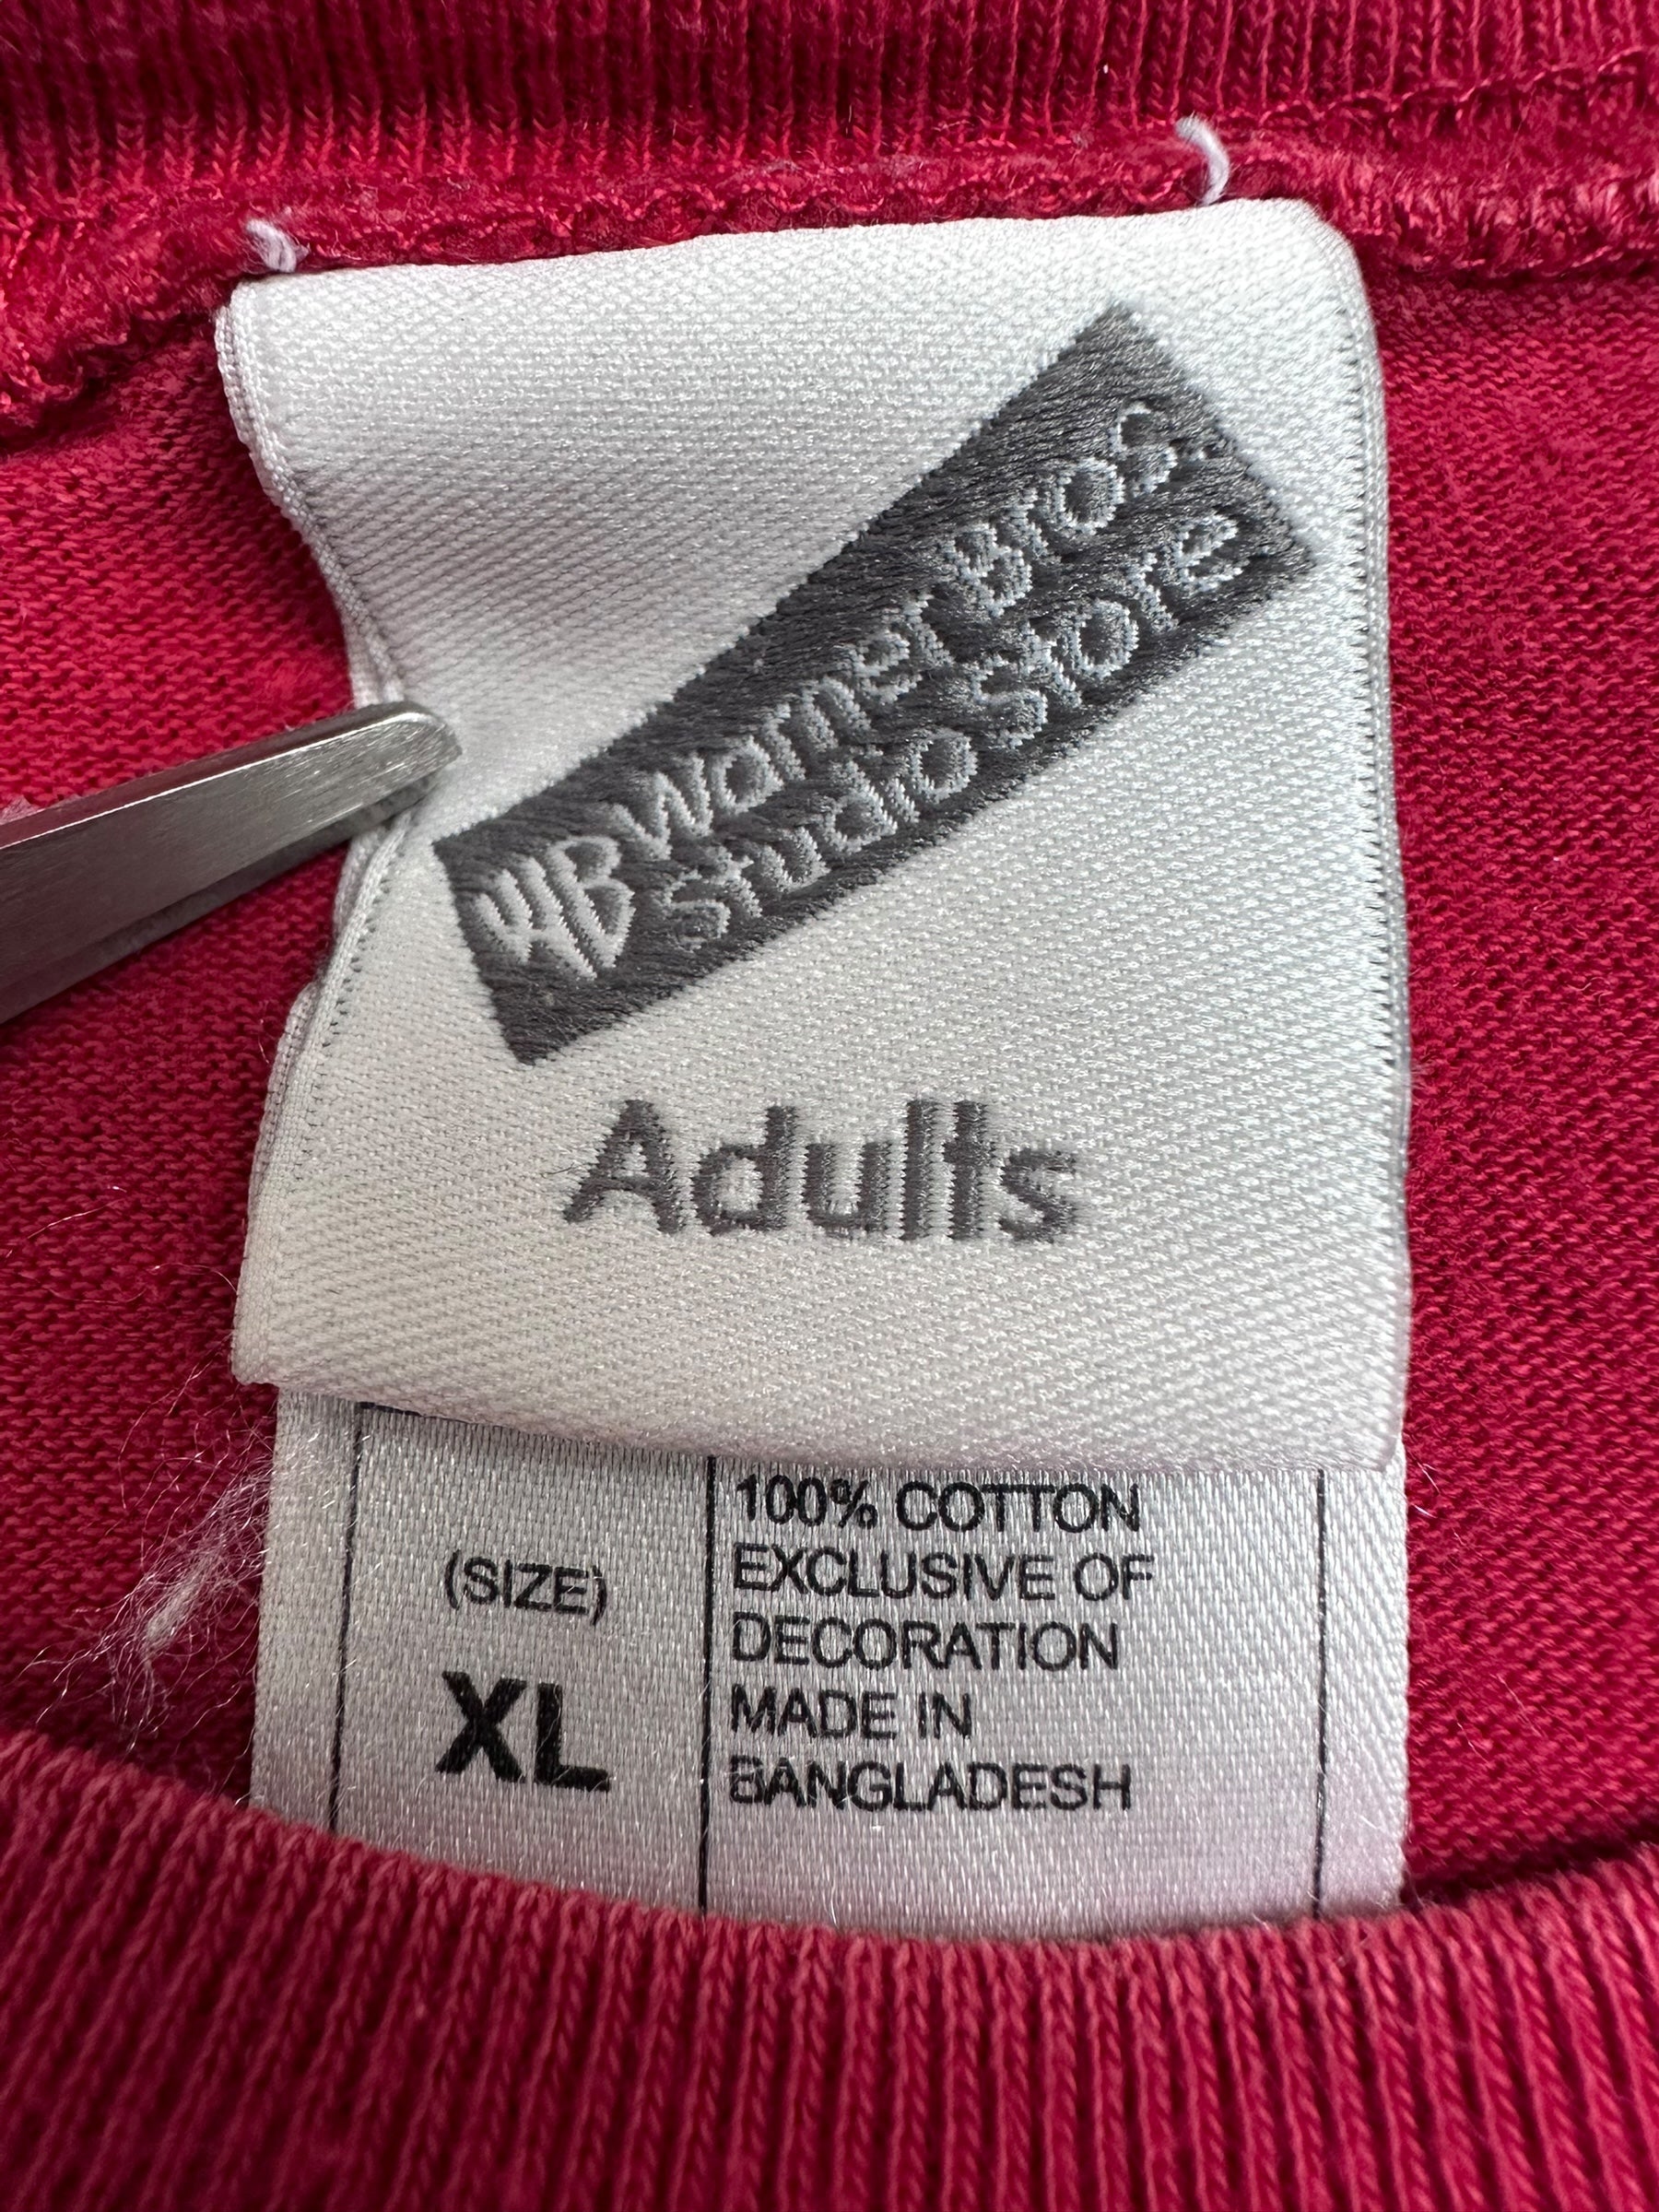 WB Warner Bros.
Studio Store
Adults
(SIZE)
XL
100% COTTON
EXCLUSIVE OF
DECORATION
MADE IN
BANGLADESH